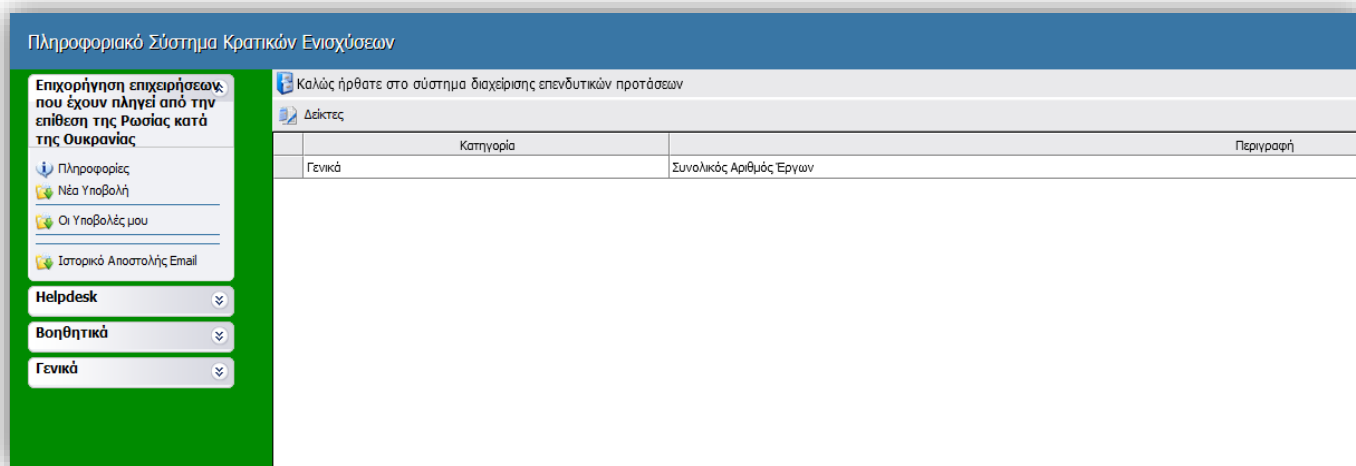 Πληροφοριακό Σύστημα Κρατικών Ενισχύσεων
Επιχορήγηση επιχειρήσεων
που έχουν πληγεί από την
επίθεση της Ρωσίας κατά
της Ουκρανίας
Πληροφορίες
Νέα Υποβολή
Οι Υποβολές μου
Ιστορικό Αποστολής Email
Helpdesk
Βοηθητικά
Γενικά
Καλώς ήρθατε στο σύστημα διαχείρισης επενδυτικών προτάσεων
Δείκτες
Κατηγορία Περιγραφή
Γενικά Συνολικός Αριθμός Έργων